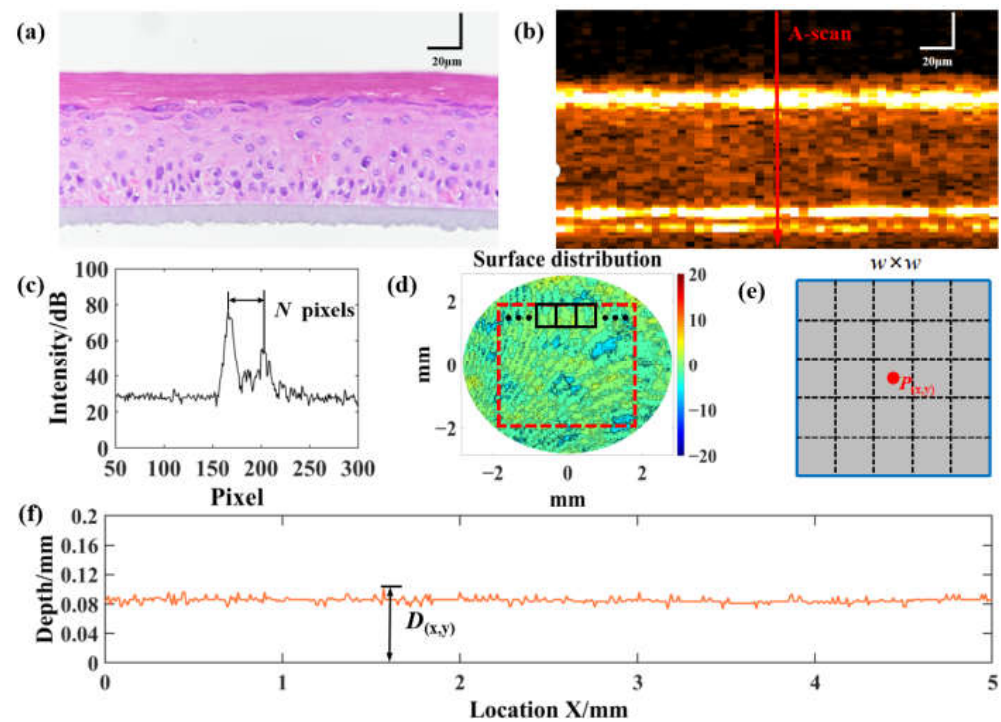 (a)
20μm
(b)
A-scan
20μm
(c)
100
80
60
40
20
0
Intensity/dB
N pixels
50
100
150
200
250
300
Pixel
(d)
Surface distribution
2
0
−2
mm
−2
0
2
mm
20
10
0
−10
−20
(e)
w×w
P(x,y)
(f)
0.2
0.16
0.12
0.08
0.04
0
Depth/mm
D(x,y)
0
1
2
3
4
5
Location X/mm